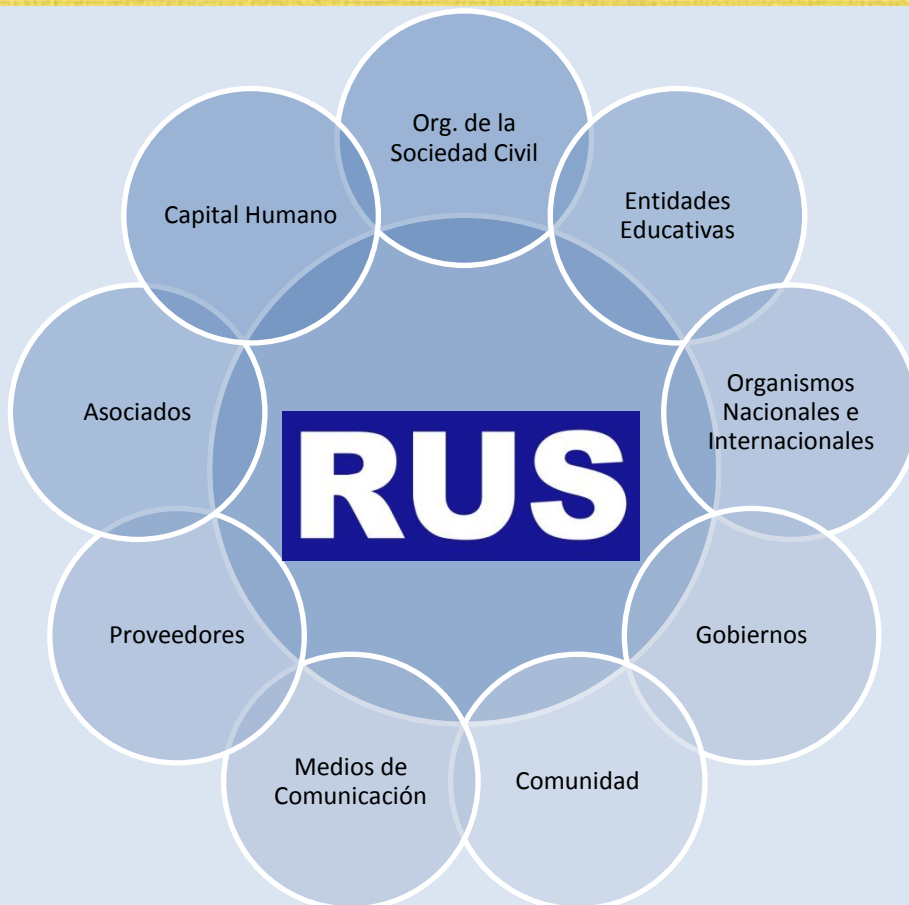 Org. de la
Sociedad Civil
Entidades
Educativas
Organismos
Nacionales e
Internacionales
Gobiernos
Comunidad
Medios de
Comunicación
Proveedores
Asociados
Capital Humano
RUS